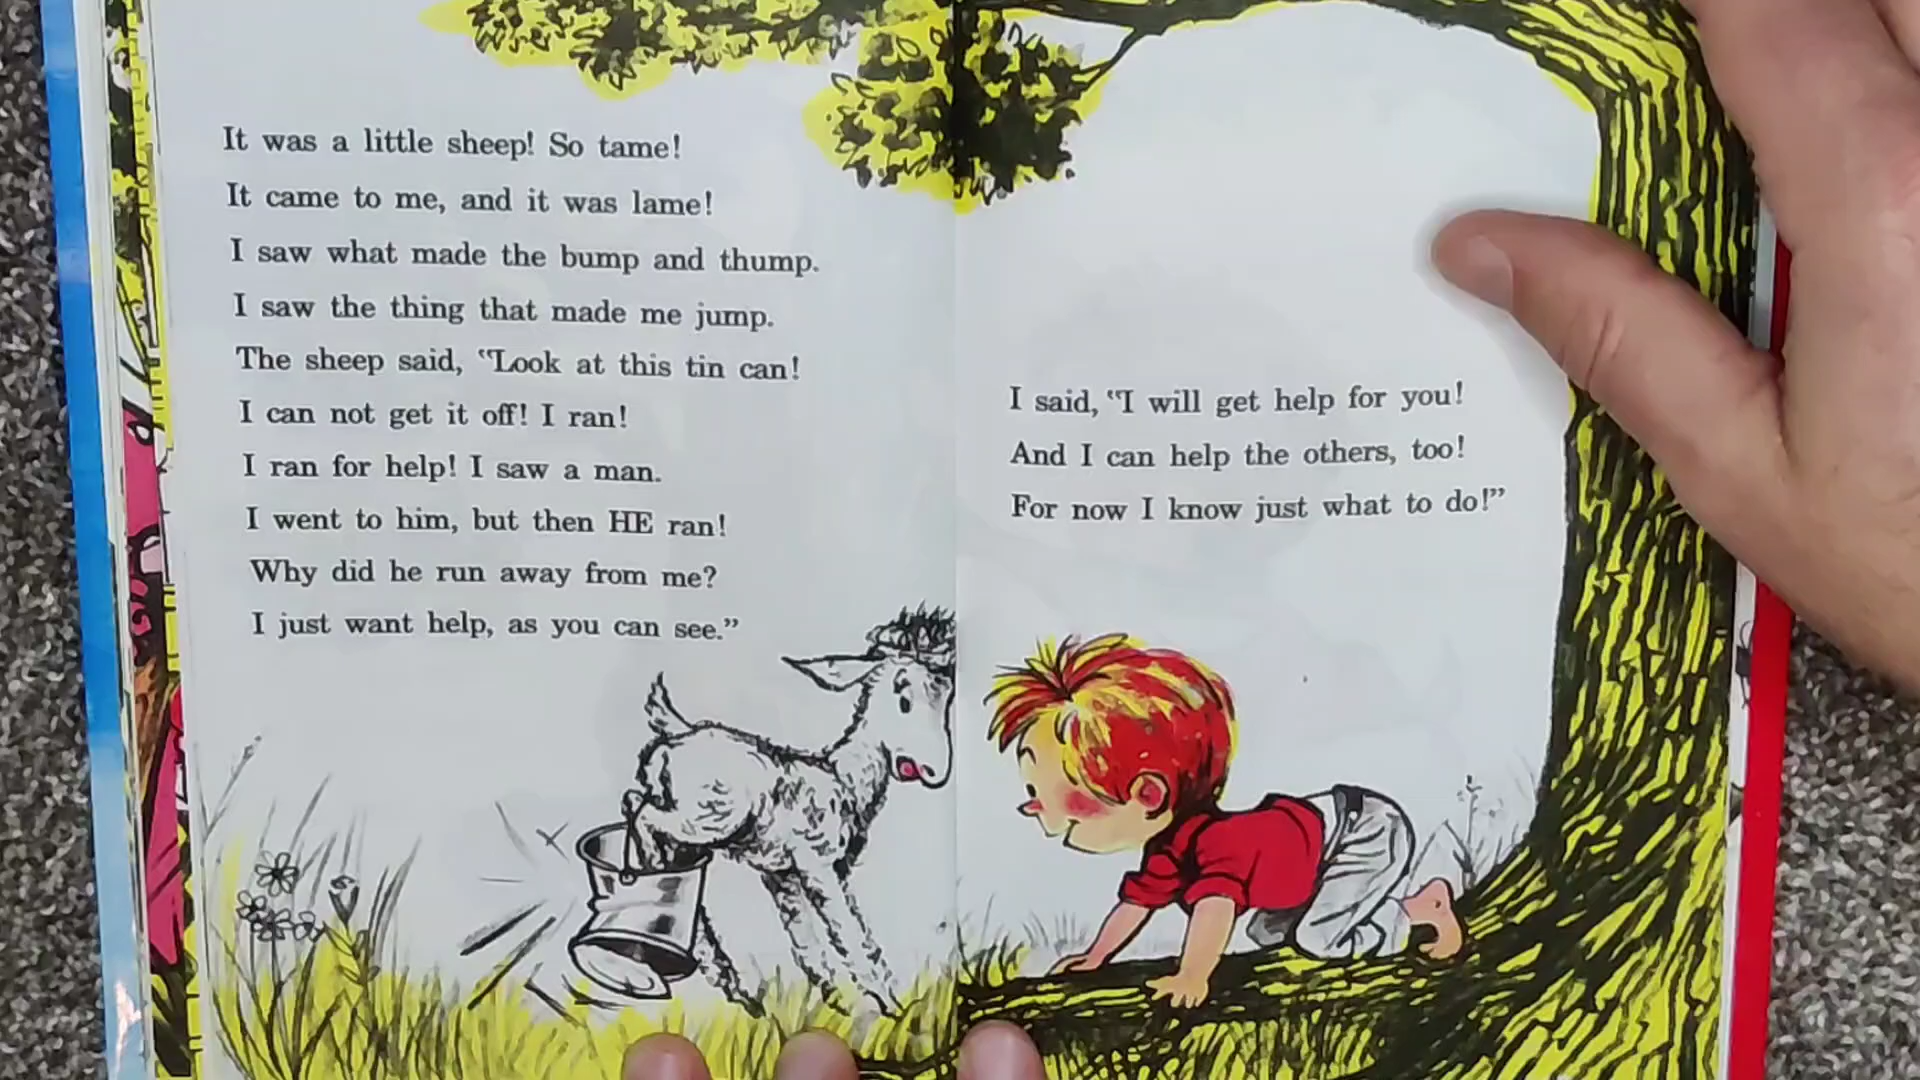 It was a little sheep! So tame!
It came to me, and it was lame!
I saw what made the bump and thump.
I saw the thing that made me jump.
The sheep said, "Look at this tin can!
I can not get it off! I ran!
I ran for help! I saw a man.
I went to him, but then HE ran!
Why did he run away from me?
I just want help, as you can see."
I said, "I will get help for you!
And I can help the others, too!
For now I know just what to do!"